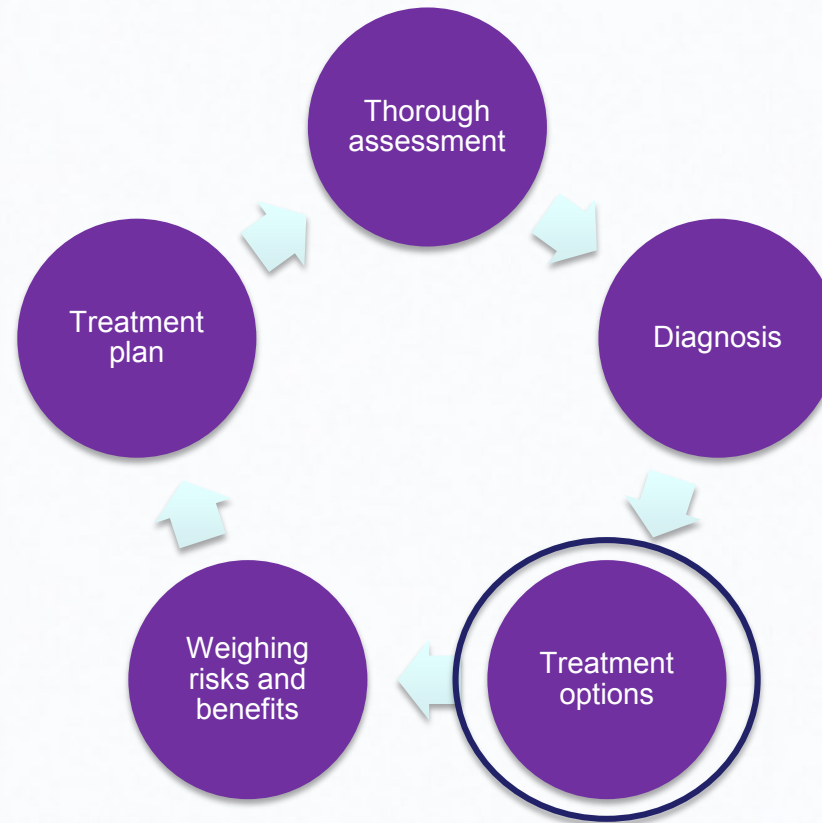 Thorough
assessment
Diagnosis
Treatment
options
Weighing
risks and
benefits
Treatment
plan